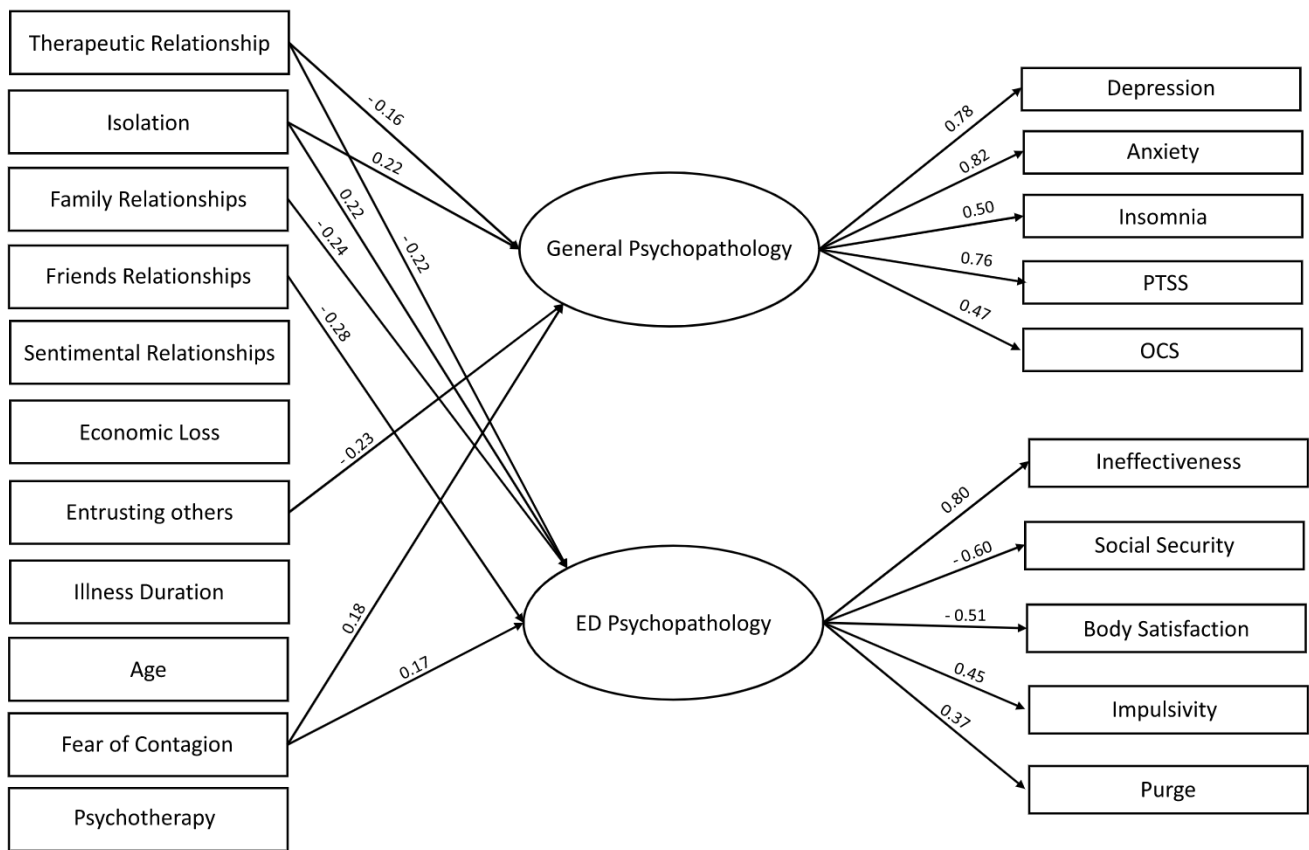 Therapeutic Relationship
Isolation
Family Relationships
Friends Relationships
Sentimental Relationships
Economic Loss
Entrusting others
Illness Duration
Age
Fear of Contagion
Psychotherapy
- 0.16
0.22
0.22
- 0.22
- 0.24
- 0.28
- 0.23
0.18
0.17
General Psychopathology
ED Psychopathology
0.78
0.82
0.50
0.76
0.47
0.80
- 0.60
- 0.51
0.45
0.37
Depression
Anxiety
Insomnia
PTSS
OCS
Ineffectiveness
Social Security
Body Satisfaction
Impulsivity
Purge